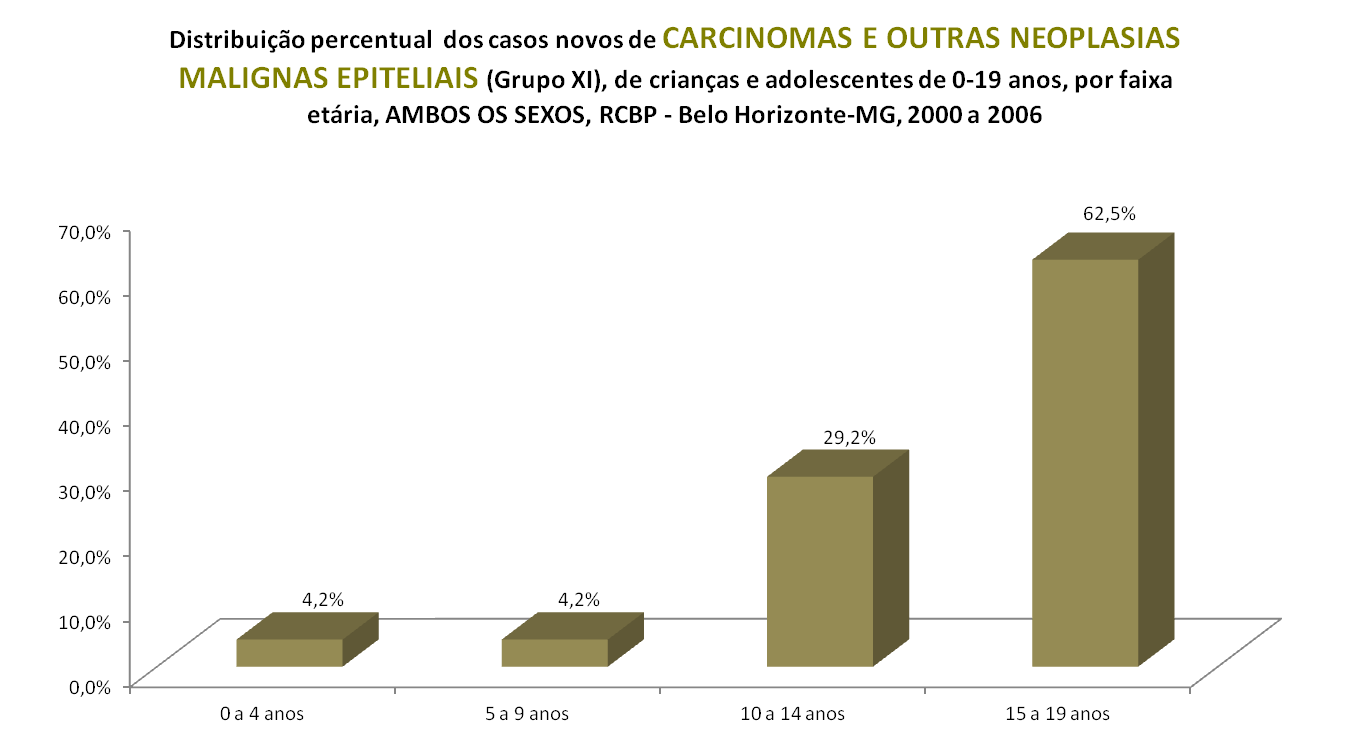 Distribuição percentual dos casos novos de CARCINOMAS E OUTRAS NEOPLASIAS
MALIGNAS EPITELIAIS (Grupo XI), de crianças e adolescentes de 0-19 anos, por faixa
etária, AMBOS OS SEXOS, RCBP - Belo Horizonte-MG, 2000 a 2006
62,5%
70,0%
60,0%
50,0%
40,0%
29,2%
30,0%
20,0%
4,2%
4,2%
10,0%
0,0%
0 a 4 anos
5 a 9 anos
10 a 14 anos
15 a 19 anos